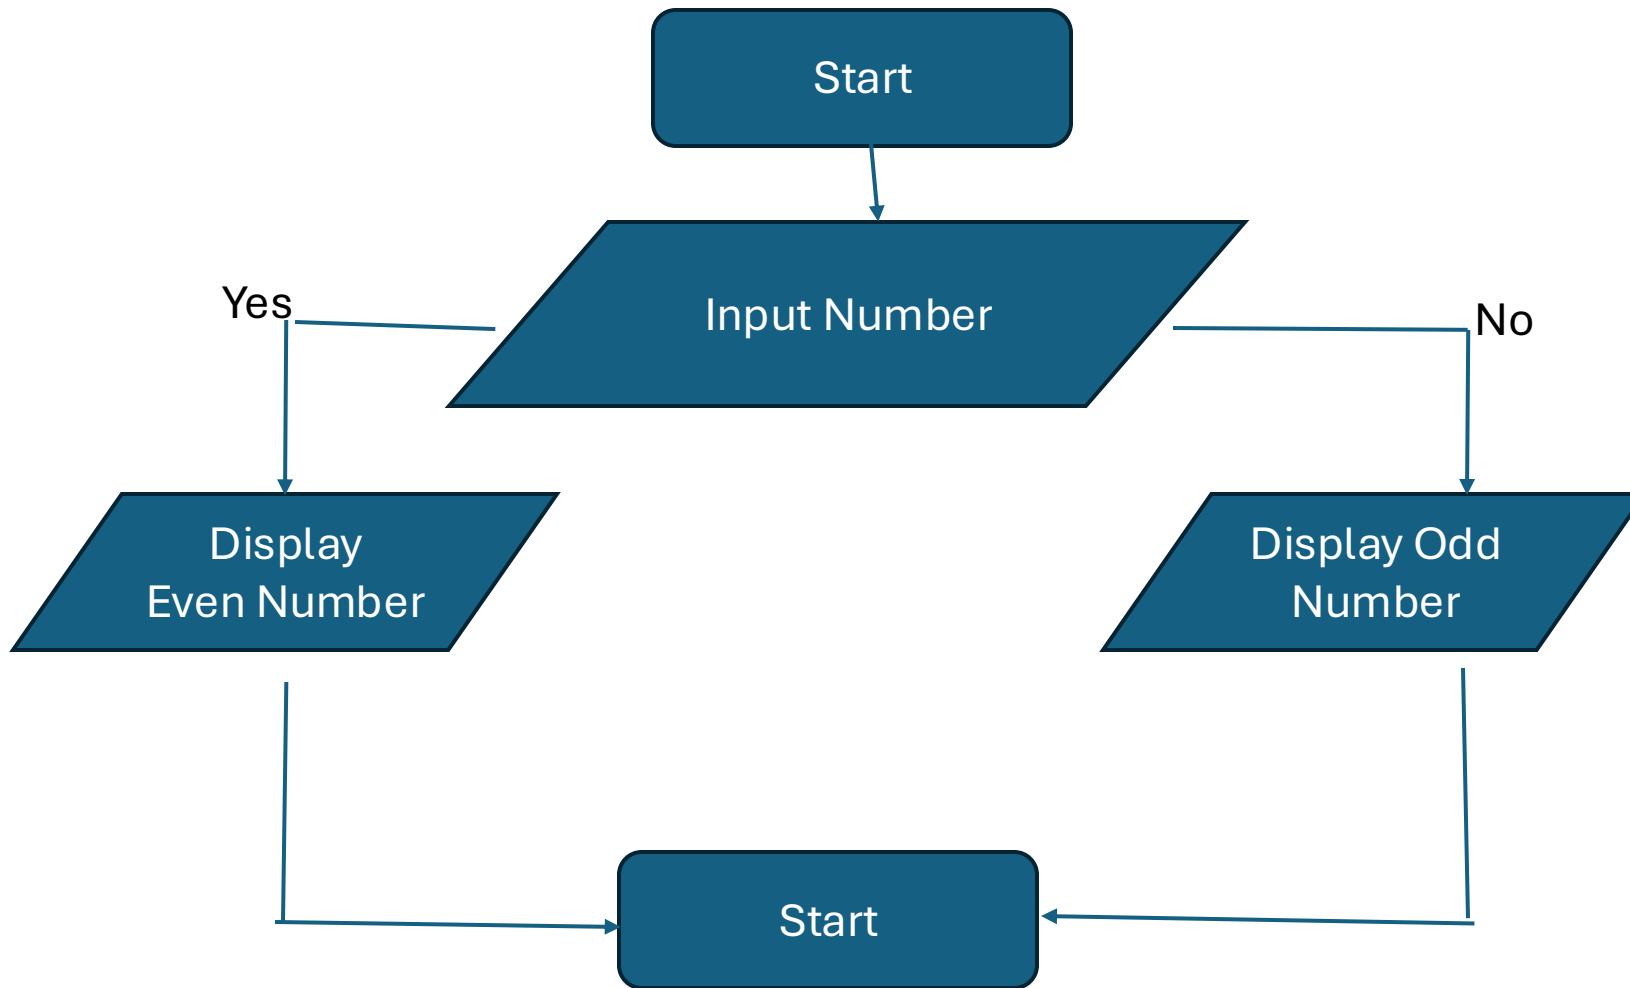 Start
Input Number
Yes
No
Display
Even Number
Display Odd
Number
Start